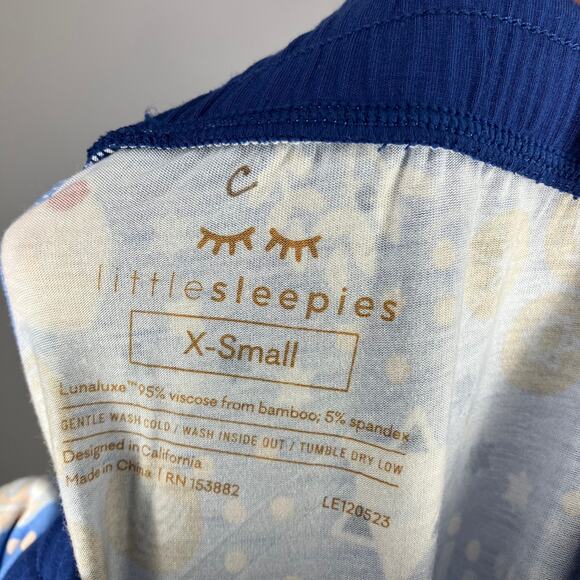 C
littlesleepies
X-Small
Lunaluxe™ 95% viscose from bamboo; 5% spandex
GENTLE WASH COLD / WASH INSIDE OUT / TUMBLE DRY LOW
Designed in California
Made in China | RN 153882
LE120523